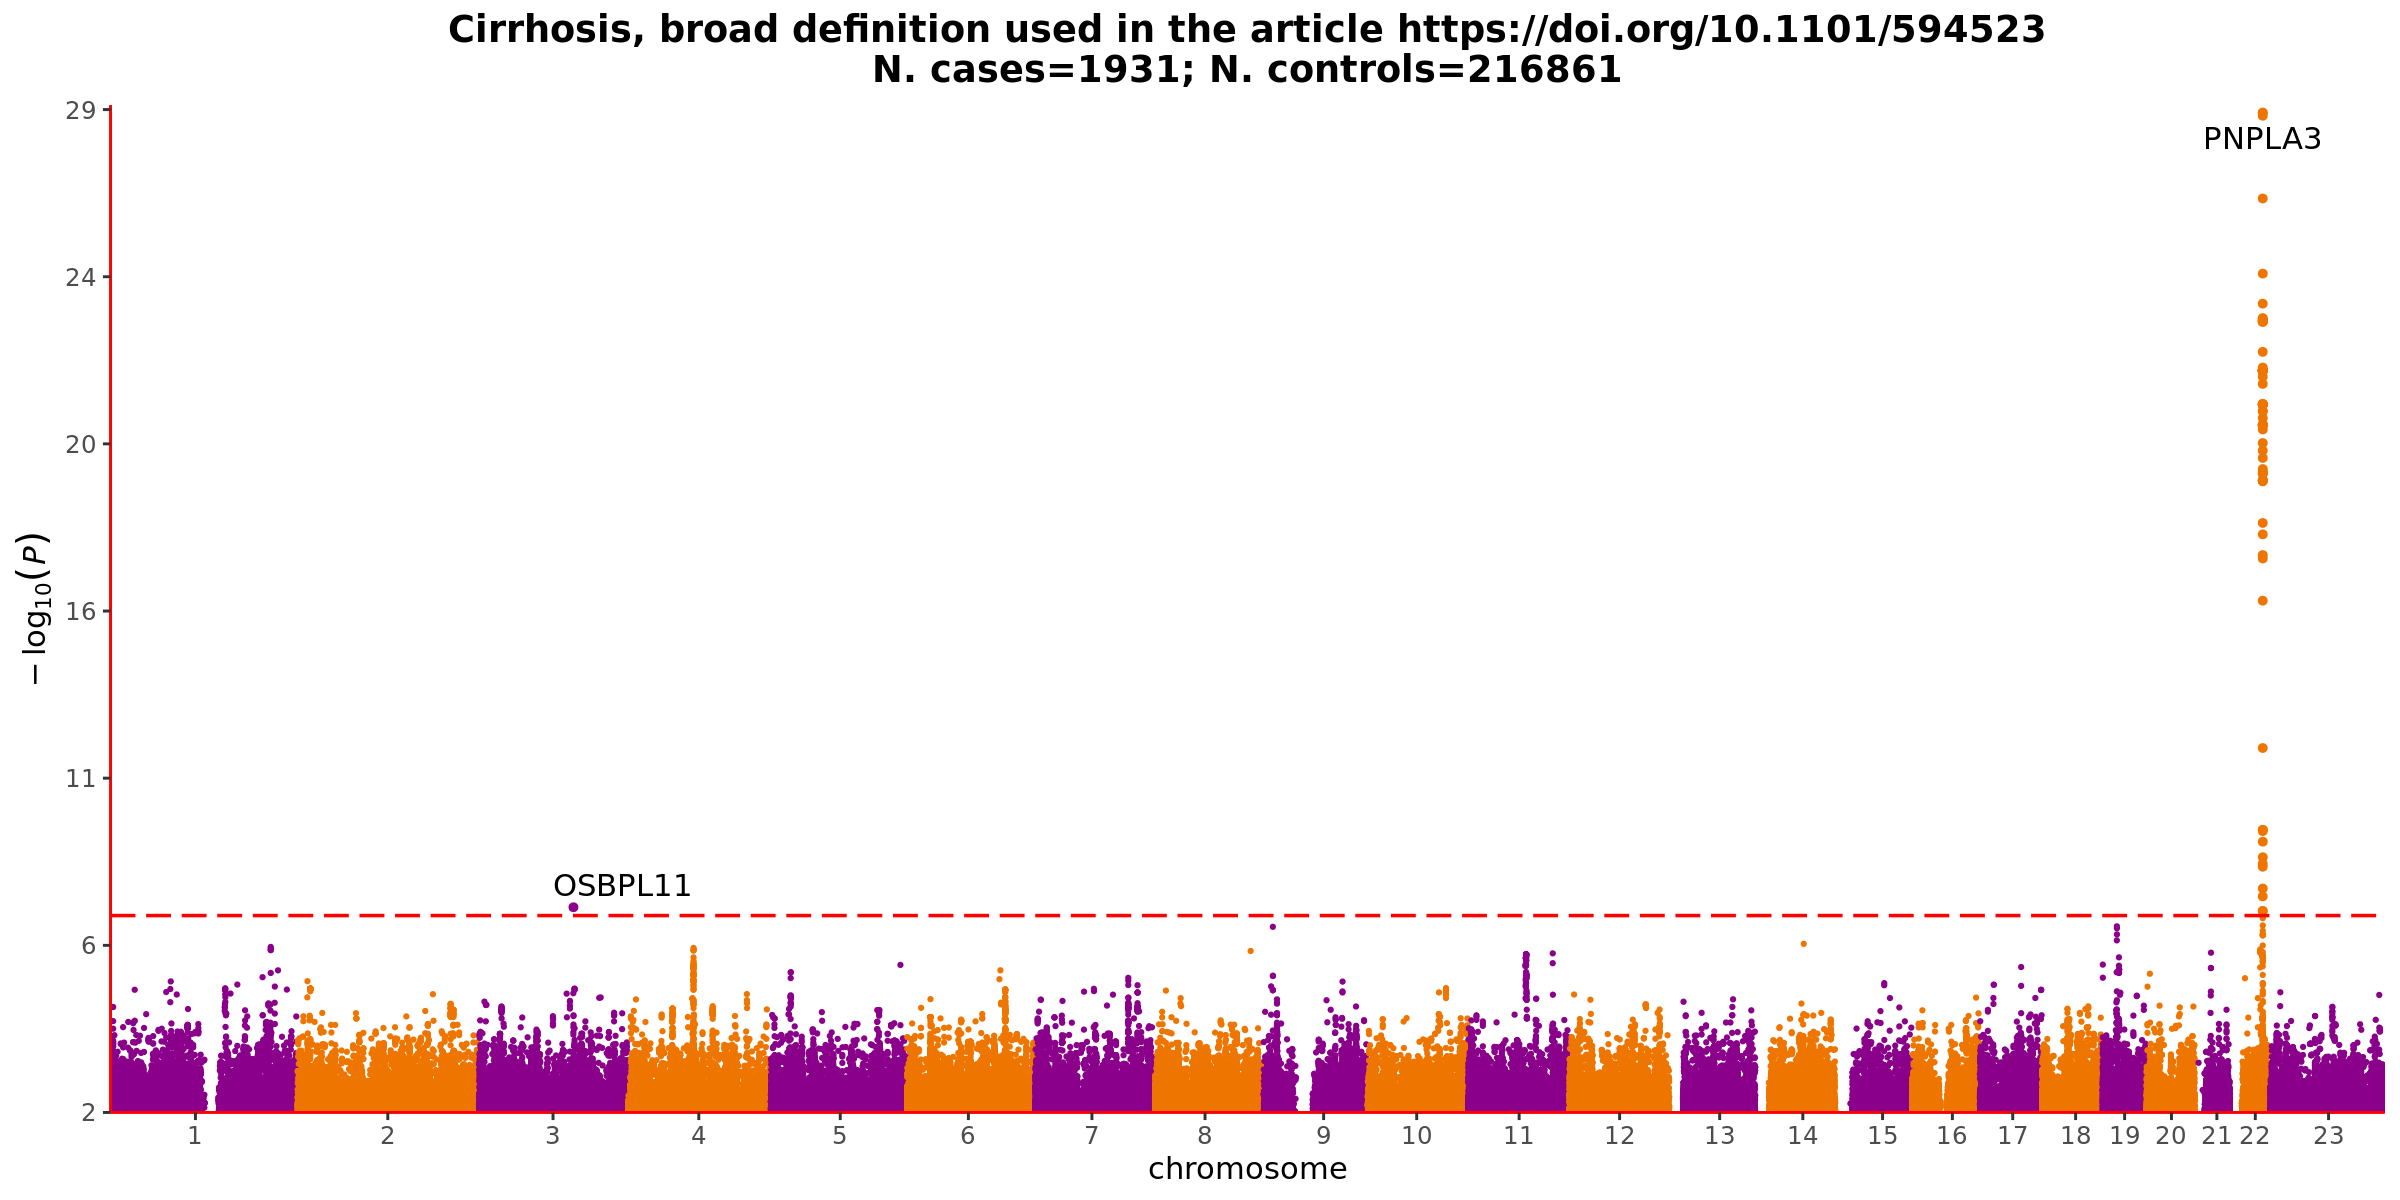 Cirrhosis, broad definition used in the article https://doi.org/10.1101/594523
N. cases=1931; N. controls=216861
29
PNPLA3
24
20
− log10(P)
16
11
OSBPL11
6
2
1 2 3 4 5 6 7 8 9 10 11 12 13 14 15 16 17 18 19 20 21 22 23
chromosome